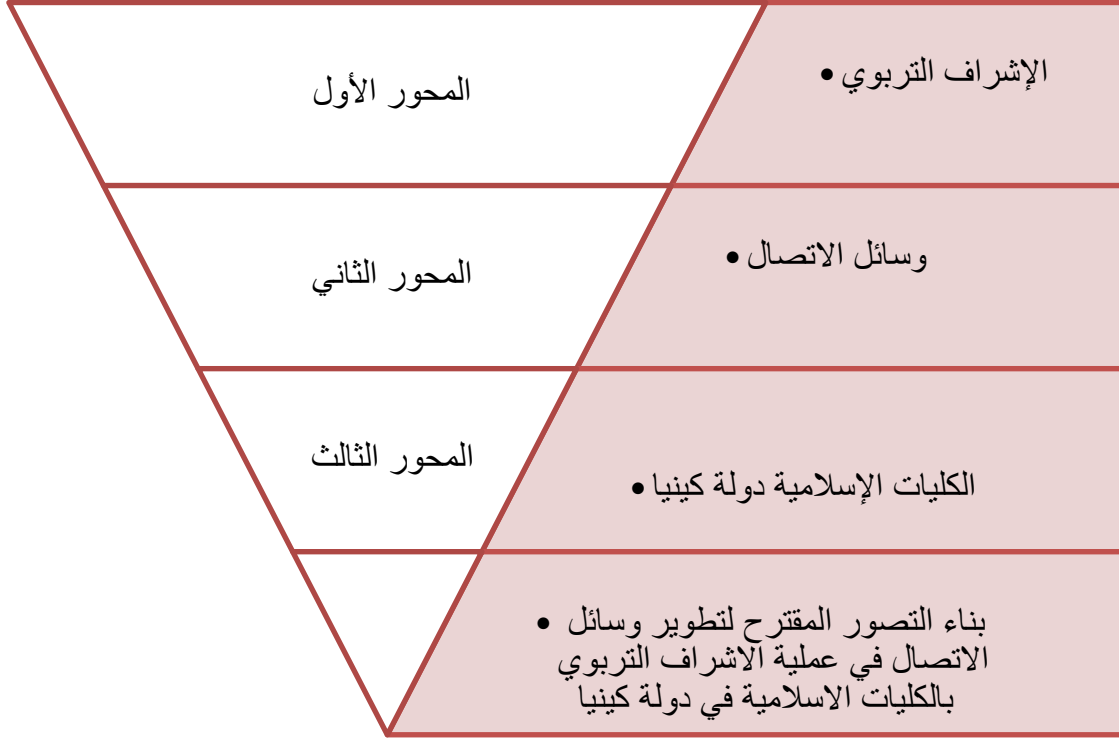 الإشراف التربوي •
المحور الأول
وسائل الاتصال •
المحور الثاني
الكليات الإسلامية دولة كينيا •
المحور الثالث
بناء التصور المقترح لتطوير وسائل •
الاتصال في عملية الاشراف التربوي
بالكليات الاسلامية في دولة كينيا